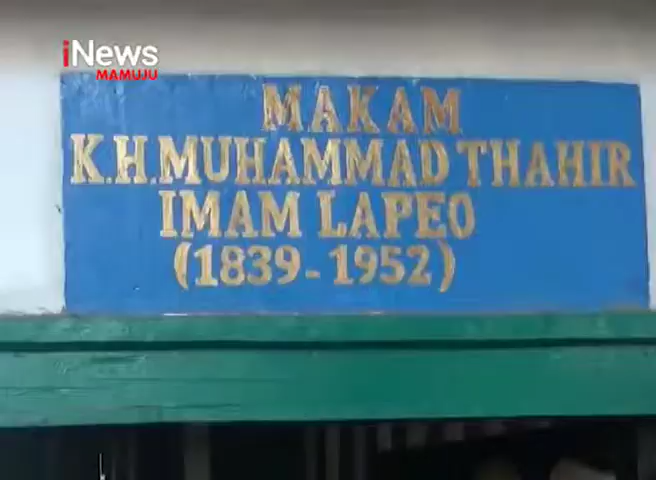 iNews
MAMUJU
MAKAM
K.H.MUHAMMAD THAHIR
IMAM LAPEO
(1839-1952)